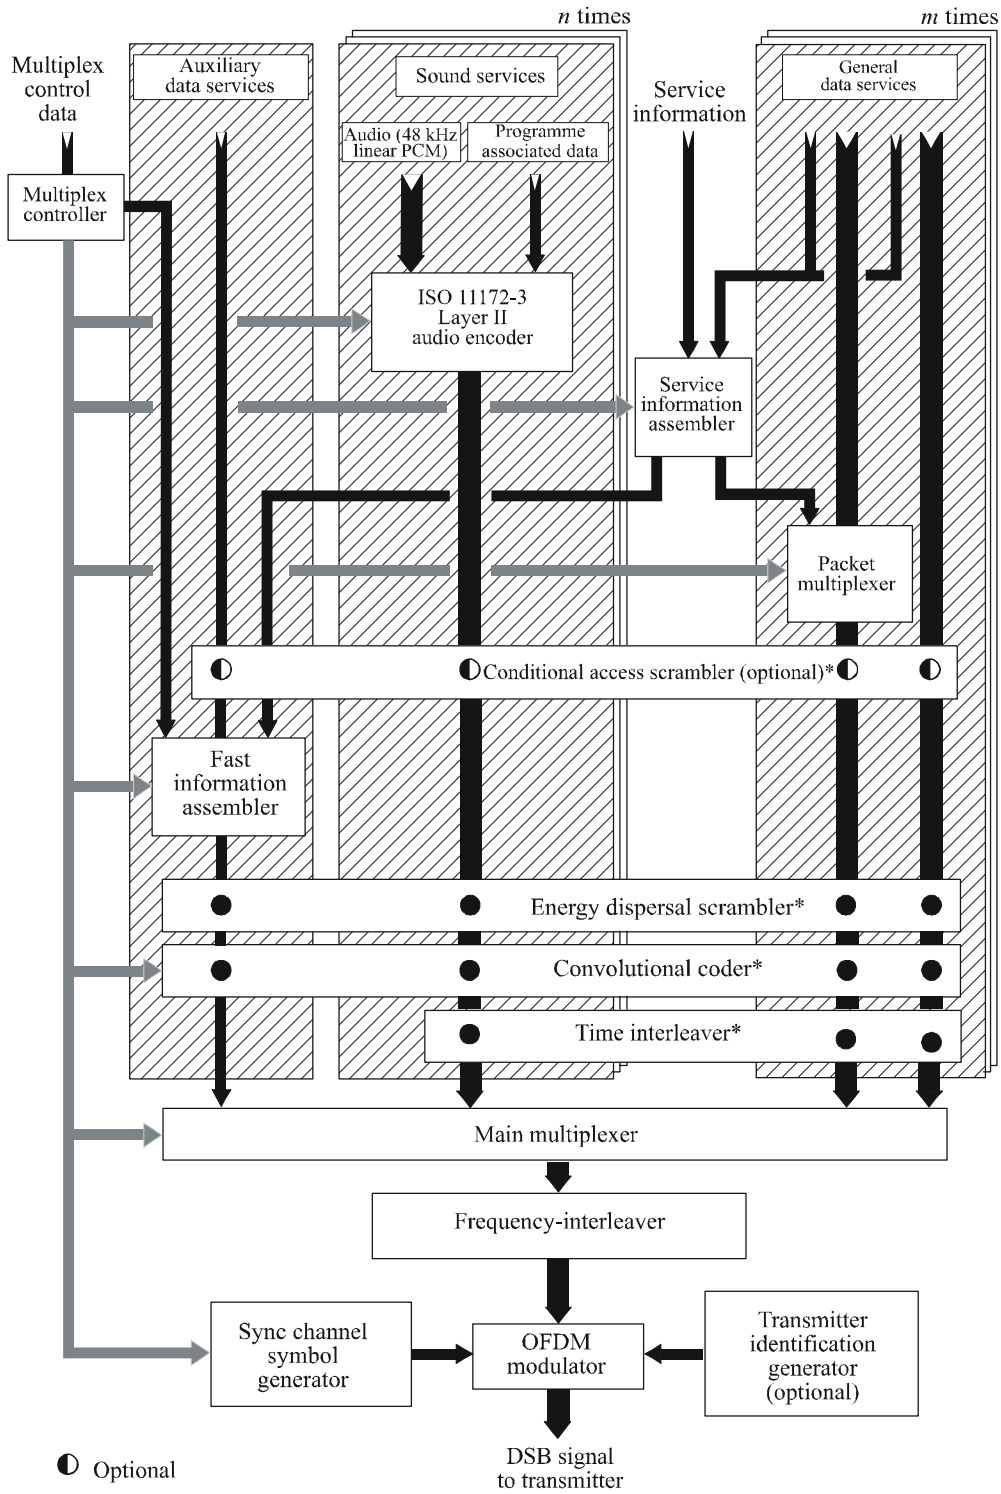 n times
m times
Multiplex
control
data
Auxiliary
data services
Sound services
General
data services
Service
information
Audio (48 kHz
linear PCM)
Programme
associated data
Multiplex
controller
ISO 11172-3
Layer II
audio encoder
Service
information
assembler
Packet
multiplexer
Conditional access scrambler (optional)*
Fast
information
assembler
Energy dispersal scrambler*
Convolutional coder*
Time interleaver*
Main multiplexer
Frequency-interleaver
Sync channel
symbol
generator
OFDM
modulator
Transmitter
identification
generator
(optional)
DSB signal
to transmitter
Optional